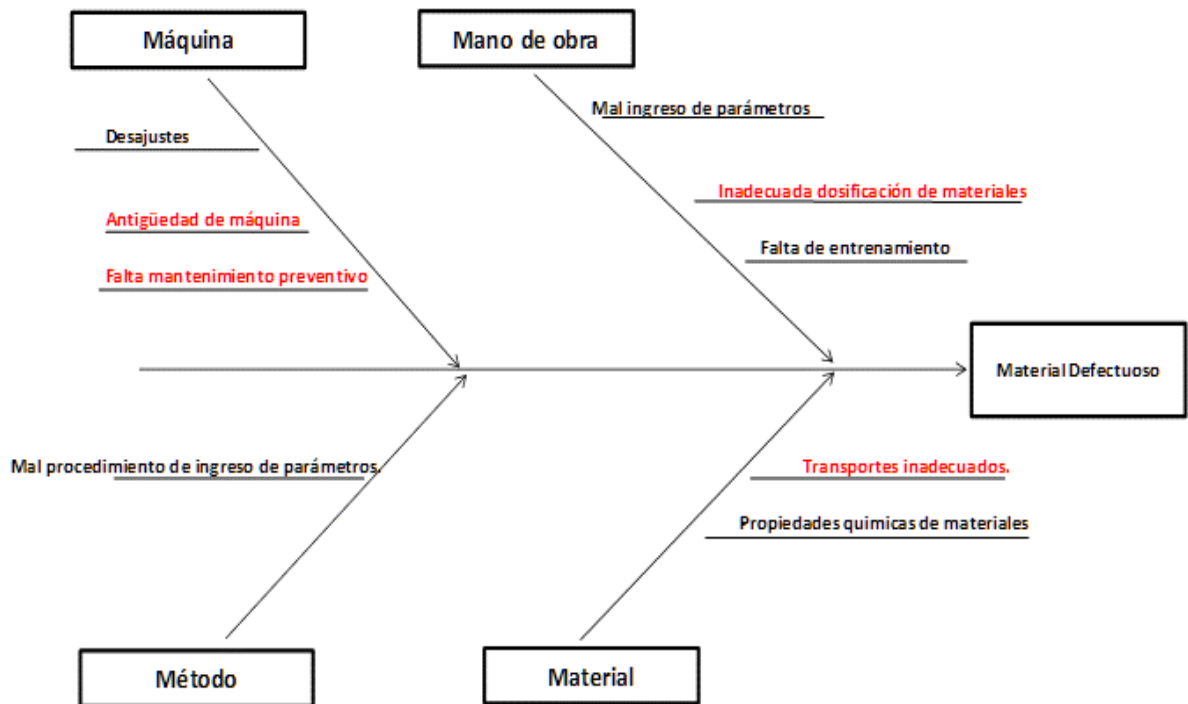 Máquina
Mano de obra
Mal ingreso de parámetros
Desajustes
Inadecuada dosificación de materiales
Antigüedad de máquina
Falta de entrenamiento
Falta mantenimiento preventivo
Material Defectuoso
Mal procedimiento de ingreso de parámetros.
Transportes inadecuados.
Propiedades quimicas de materiales
Método
Material